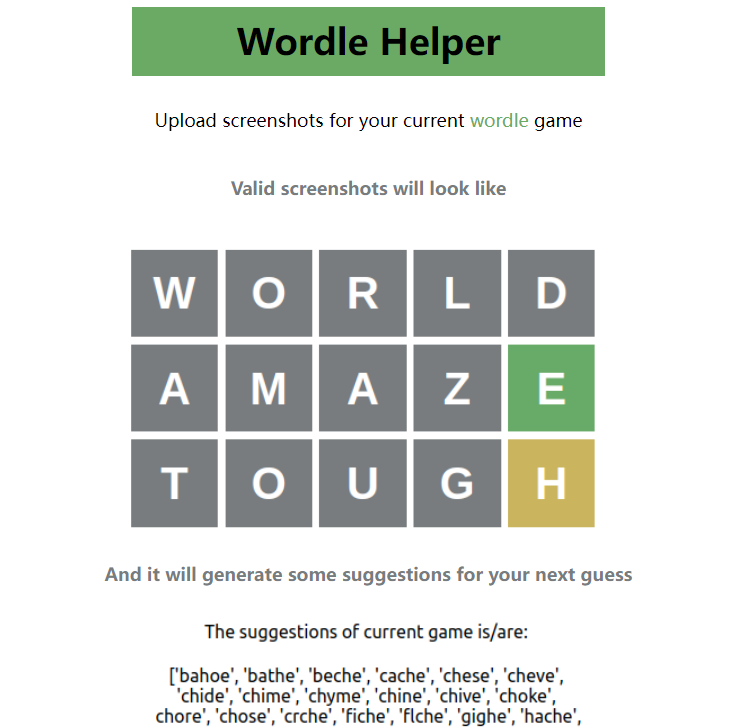 Wordle Helper
Upload screenshots for your current wordle game
Valid screenshots will look like
W O R L D
A M A Z E
T O U G H
And it will generate some suggestions for your next guess
The suggestions of current game is/are:
['bahoe', 'bathe', 'beche', 'cache', 'chese', 'cheve',
'chide', 'chime', 'chyme', 'chine', 'chive', 'choke',
chore', 'chose', 'crche', 'fiche', 'flche', 'gighe', 'hache',